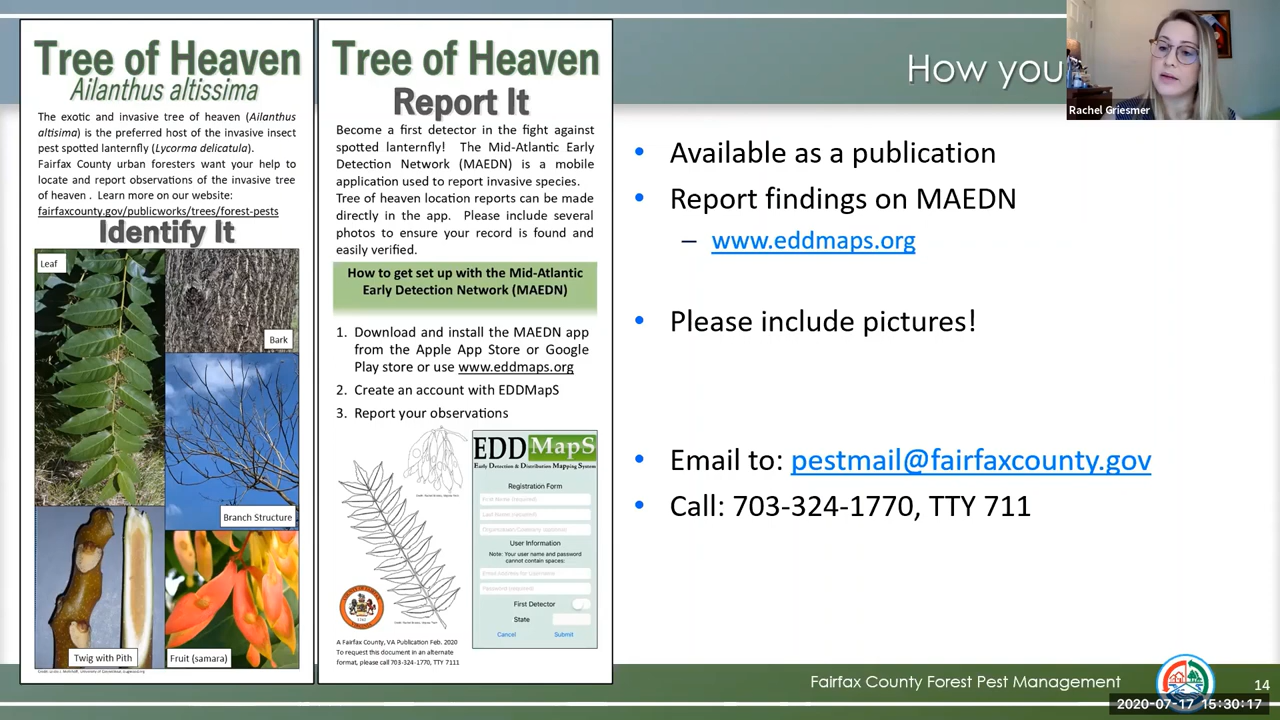 Tree of Heaven
Ailanthus altissima
The exotic and invasive tree of heaven (Ailanthus
altisima) is the preferred host of the invasive insect
pest spotted lanternfly (Lycorma delicatula).
Fairfax County urban foresters want your help to
locate and report observations of the invasive tree
of heaven . Learn more on our website:
fairfaxcounty.gov/publicworks/trees/forest-pests
Identify It
Leaf
Bark
Branch Structure
Twig with Pith
Fruit (samara)
Tree of Heaven
Report It
Become a first detector in the fight against
spotted lanternfly! The Mid-Atlantic Early
Detection Network (MAEDN) is a mobile
application used to report invasive species.
Tree of heaven location reports can be made
directly in the app. Please include several
photos to ensure your record is found and
easily verified.
How to get set up with the Mid-Atlantic
Early Detection Network (MAEDN)
1. Download and install the MAEDN app
from the Apple App Store or Google
Play store or use www.eddmaps.org
2. Create an account with EDDMapS
3. Report your observations
EDDMapS
Early Detection & Distribution Mapping System
Registration Form
First Name (required)
Last Name (required)
User Information
Note: Your user name and password
cannot contain spaces:
Password (required)
First Detector
State
Cancel Submit
A Fairfax County, VA Publication Feb. 2020
To request this document in an alternate
format, please call 703-324-1770, TTY 7111
How you
Rachel Griesmer
• Available as a publication
• Report findings on MAEDN
– www.eddmaps.org
• Please include pictures!
• Email to: pestmail@fairfaxcounty.gov
• Call: 703-324-1770, TTY 711
Fairfax County Forest Pest Management
14
2020-07-17 15:30:17